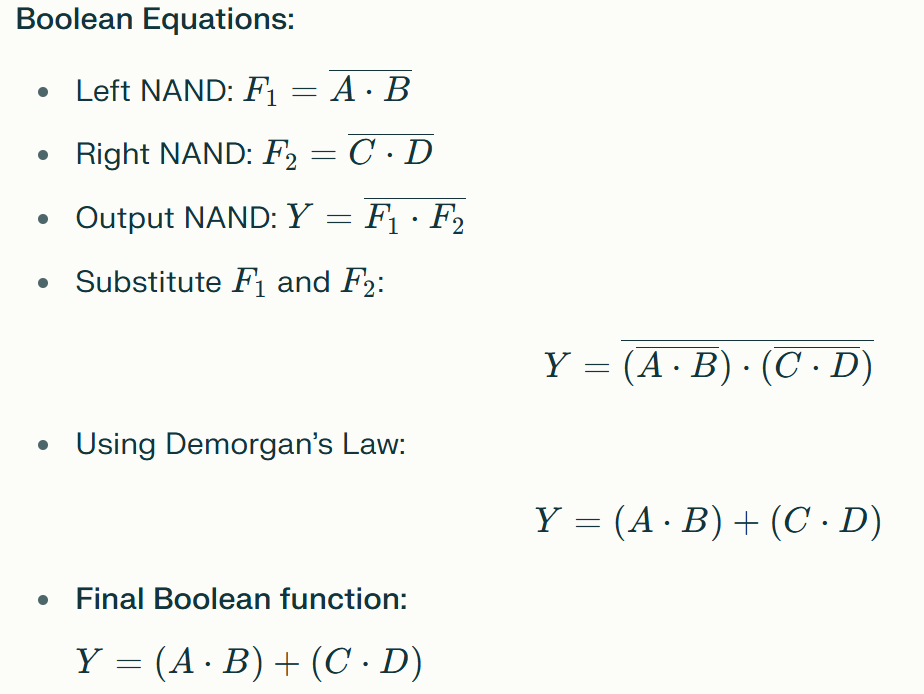 Boolean Equations:
• Left NAND: $F_1 = \overline{A \cdot B}$
• Right NAND: $F_2 = \overline{C \cdot D}$
• Output NAND: $Y = \overline{F_1 \cdot F_2}$
• Substitute $F_1$ and $F_2$:
$Y = \overline{(\overline{A \cdot B}) \cdot (\overline{C \cdot D})}$
• Using Demorgan’s Law:
$Y = (A \cdot B) + (C \cdot D)$
• Final Boolean function:
$Y = (A \cdot B) + (C \cdot D)$